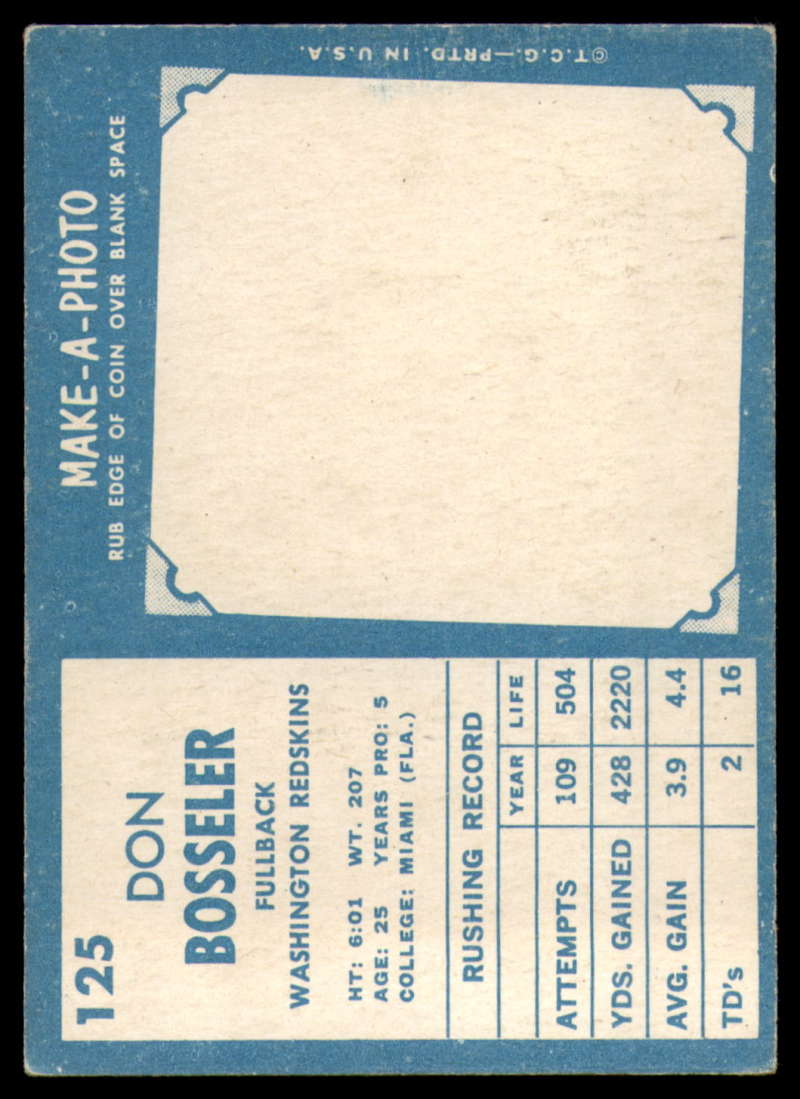 125
DON
BOSSELER
FULLBACK
WASHINGTON REDSKINS
HT: 6:01 WT. 207
AGE: 25 YEARS PRO: 5
COLLEGE: MIAMI (FLA.)
RUSHING RECORD
YEAR LIFE
ATTEMPTS 109 504
YDS. GAINED 428 2220
AVG. GAIN 3.9 4.4
TD's 2 16
MAKE-A-PHOTO
RUB EDGE OF COIN OVER BLANK SPACE
©T.C.G.—PRTD. IN U.S.A.